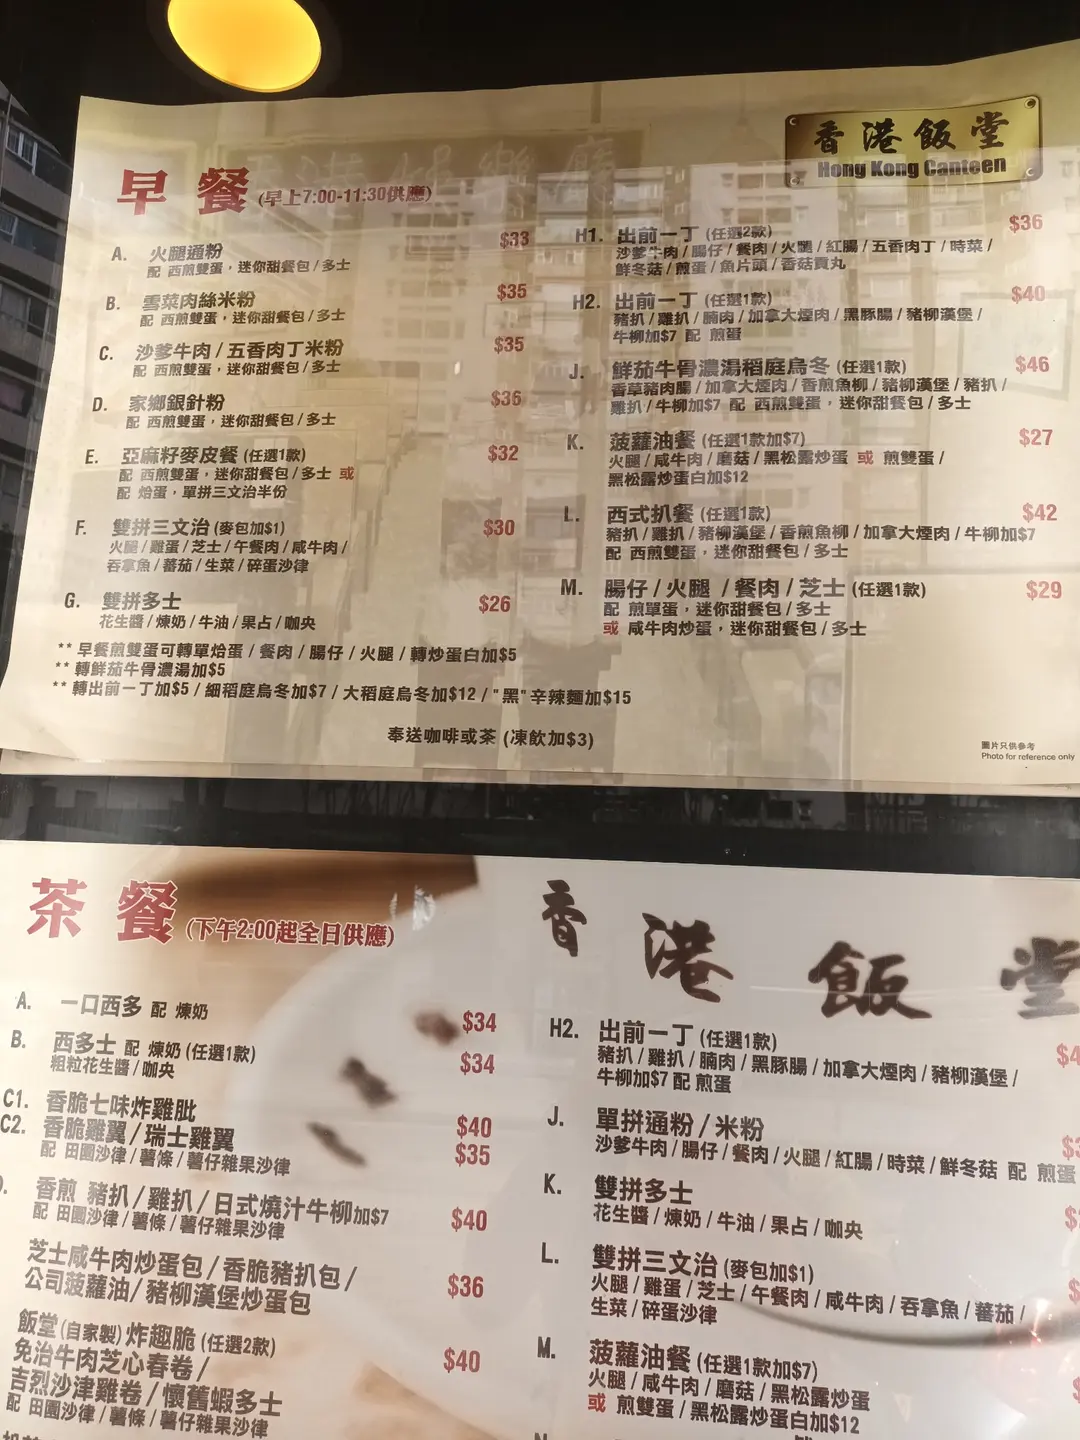 香港飯堂
Hong Kong Canteen
早餐 (早上7:00-11:30供應)
A. 火腿通粉 $33
配 西煎雙蛋，迷你甜餐包 / 多士
B. 雪菜肉絲米粉 $35
配 西煎雙蛋，迷你甜餐包 / 多士
C. 沙爹牛肉 / 五香肉丁米粉 $35
配 西煎雙蛋，迷你甜餐包 / 多士
D. 家鄉銀針粉 $36
配 西煎雙蛋，迷你甜餐包 / 多士
E. 亞麻籽麥皮餐 (任選1款) $32
配 西煎雙蛋，迷你甜餐包 / 多士 或
配 烚蛋，單拼三文治半份
F. 雙拼三文治 (麥包加$1) $30
火腿 / 雞蛋 / 芝士 / 午餐肉 / 咸牛肉 /
吞拿魚 / 蕃茄 / 生菜 / 碎蛋沙律
G. 雙拼多士 $26
花生醬 / 煉奶 / 牛油 / 果占 / 咖央
H1. 出前一丁 (任選2款) $36
沙爹牛肉 / 腸仔 / 餐肉 / 火腿 / 紅腸 / 五香肉丁 / 時菜 /
鮮冬菇 / 煎蛋 / 魚片頭 / 香菇貢丸
H2. 出前一丁 (任選1款) $40
豬扒 / 雞扒 / 腩肉 / 加拿大煙肉 / 黑豚腸 / 豬柳漢堡 /
牛柳加$7 配 煎蛋
J. 鮮茄牛骨濃湯稻庭烏冬 (任選1款) $46
香草豬肉腸 / 加拿大煙肉 / 香煎魚柳 / 豬柳漢堡 / 豬扒 /
雞扒 / 牛柳加$7 配 西煎雙蛋，迷你甜餐包 / 多士
K. 菠蘿油餐 (任選1款加$7) $27
火腿 / 咸牛肉 / 磨菇 / 黑松露炒蛋 或 煎雙蛋 /
黑松露炒蛋白加$12
L. 西式扒餐 (任選1款) $42
豬扒 / 雞扒 / 豬柳漢堡 / 香煎魚柳 / 加拿大煙肉 / 牛柳加$7
配 西煎雙蛋，迷你甜餐包 / 多士
M. 腸仔 / 火腿 / 餐肉 / 芝士 (任選1款) $29
配 煎單蛋，迷你甜餐包 / 多士
或 咸牛肉炒蛋，迷你甜餐包 / 多士
** 早餐煎雙蛋可轉單烚蛋 / 餐肉 / 腸仔 / 火腿 / 轉炒蛋白加$5
** 轉鮮茄牛骨濃湯加$5
** 轉出前一丁加$5 / 細稻庭烏冬加$7 / 大稻庭烏冬加$12 / "黑" 辛辣麵加$15
奉送咖啡或茶 (凍飲加$3)
圖片只供參考
Photo for reference only
茶餐 (下午2:00起全日供應)
香港飯堂
A. 一口西多 配 煉奶 $34
B. 西多士 配 煉奶 (任選1款) $34
粗粒花生醬 / 咖央
C1. 香脆七味炸雞肶 $40
C2. 香脆雞翼 / 瑞士雞翼 $35
配 田園沙律 / 薯條 / 薯仔雜果沙律
香煎 豬扒 / 雞扒 / 日式燒汁牛柳加$7 $40
配 田園沙律 / 薯條 / 薯仔雜果沙律
芝士咸牛肉炒蛋包 / 香脆豬扒包 / $36
公司菠蘿油 / 豬柳漢堡炒蛋包
飯堂 (自家製) 炸趣脆 (任選2款) $40
免治牛肉芝心春卷 /
吉烈沙津雞卷 / 懷舊蝦多士
配 田園沙律 / 薯條 / 薯仔雜果沙律
H2. 出前一丁 (任選1款) $4
豬扒 / 雞扒 / 腩肉 / 黑豚腸 / 加拿大煙肉 / 豬柳漢堡 /
牛柳加$7 配 煎蛋
J. 單拼通粉 / 米粉
沙爹牛肉 / 腸仔 / 餐肉 / 火腿 / 紅腸 / 時菜 / 鮮冬菇 配 煎蛋
K. 雙拼多士
花生醬 / 煉奶 / 牛油 / 果占 / 咖央
L. 雙拼三文治 (麥包加$1)
火腿 / 雞蛋 / 芝士 / 午餐肉 / 咸牛肉 / 吞拿魚 / 蕃茄 /
生菜 / 碎蛋沙律
M. 菠蘿油餐 (任選1款加$7)
火腿 / 咸牛肉 / 磨菇 / 黑松露炒蛋
或 煎雙蛋 / 黑松露炒蛋白加$12